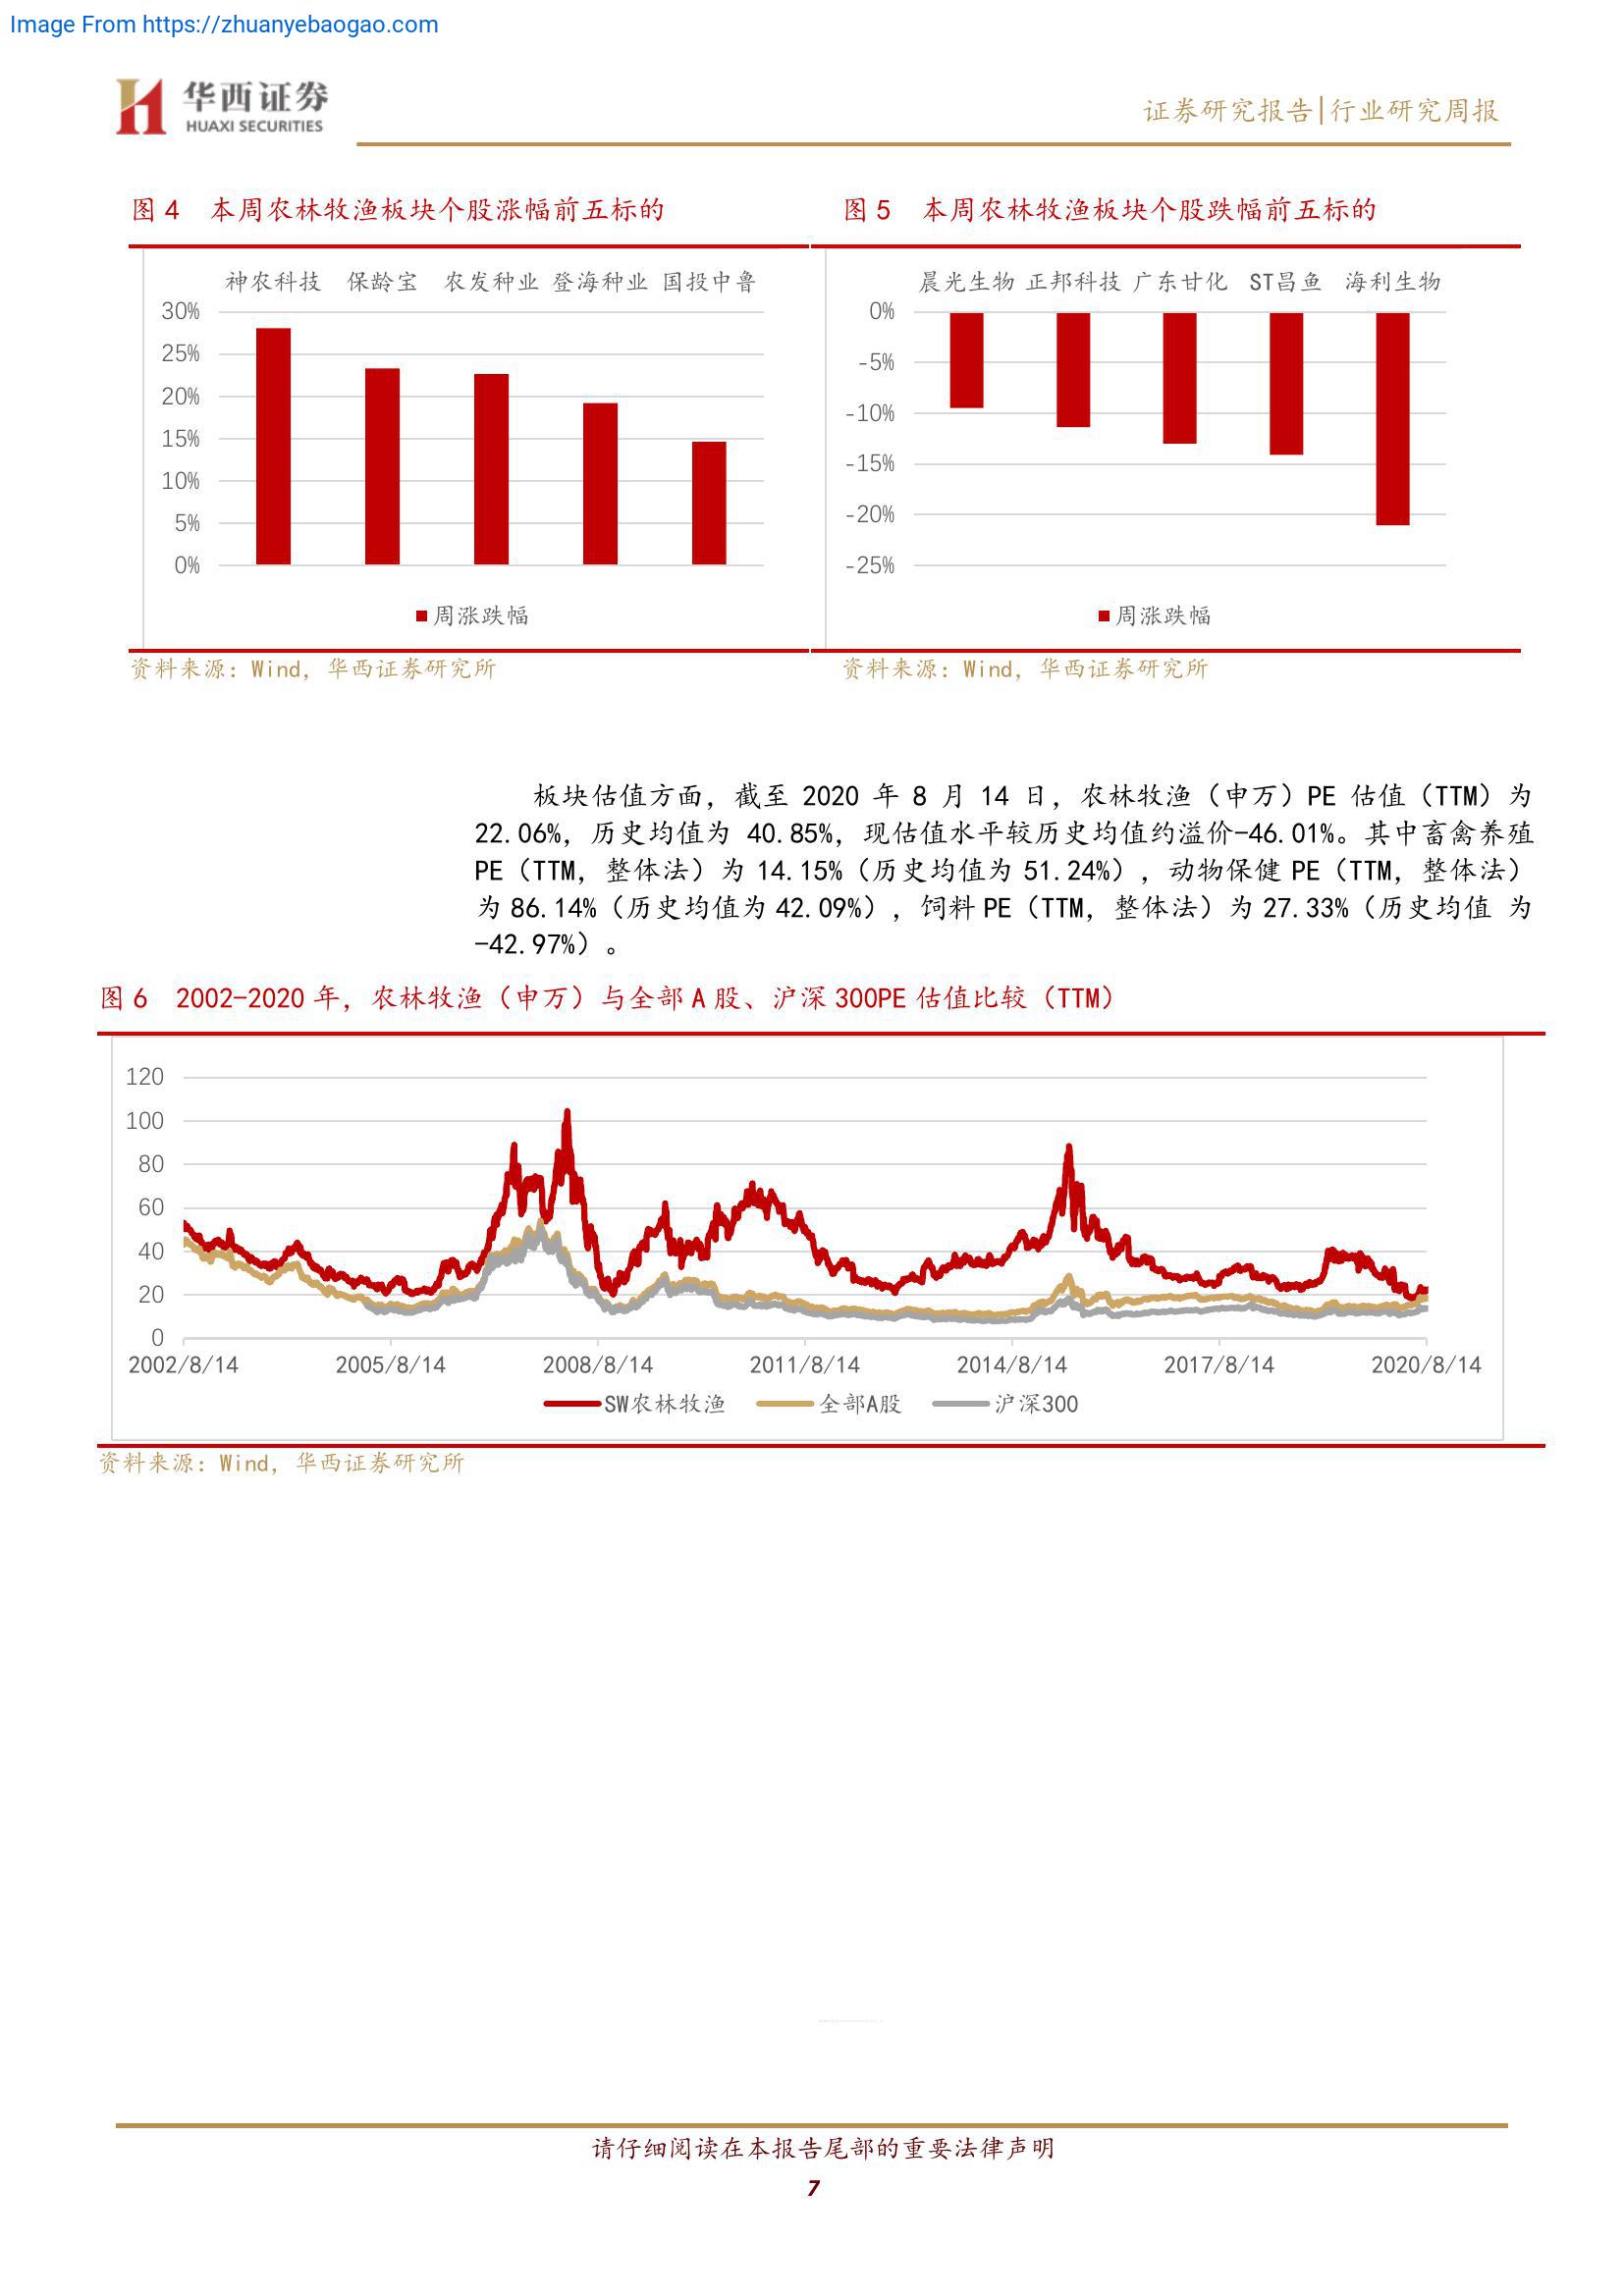 Image From https://zhuanyebaogao.com
华西证券
HUAXI SECURITIES
证券研究报告|行业研究周报
图 4 本周农林牧渔板块个股涨幅前五标的
神农科技 保龄宝 农发种业 登海种业 国投中鲁
30%
25%
20%
15%
10%
5%
0%
周涨跌幅
资料来源：Wind，华西证券研究所
图 5 本周农林牧渔板块个股跌幅前五标的
晨光生物 正邦科技 广东甘化 ST昌鱼 海利生物
0%
-5%
-10%
-15%
-20%
-25%
周涨跌幅
资料来源：Wind，华西证券研究所
板块估值方面，截至 2020 年 8 月 14 日，农林牧渔（申万）PE 估值（TTM）为
22.06%，历史均值为 40.85%，现估值水平较历史均值约溢价-46.01%。其中畜禽养殖
PE（TTM，整体法）为 14.15%（历史均值为 51.24%），动物保健 PE（TTM，整体法）
为 86.14%（历史均值为 42.09%），饲料 PE（TTM，整体法）为 27.33%（历史均值 为
-42.97%）。
图 6 2002-2020 年，农林牧渔（申万）与全部 A 股、沪深 300PE 估值比较（TTM）
120
100
80
60
40
20
0
2002/8/14 2005/8/14 2008/8/14 2011/8/14 2014/8/14 2017/8/14 2020/8/14
SW农林牧渔 全部A股 沪深300
资料来源：Wind，华西证券研究所
请仔细阅读在本报告尾部的重要法律声明
7